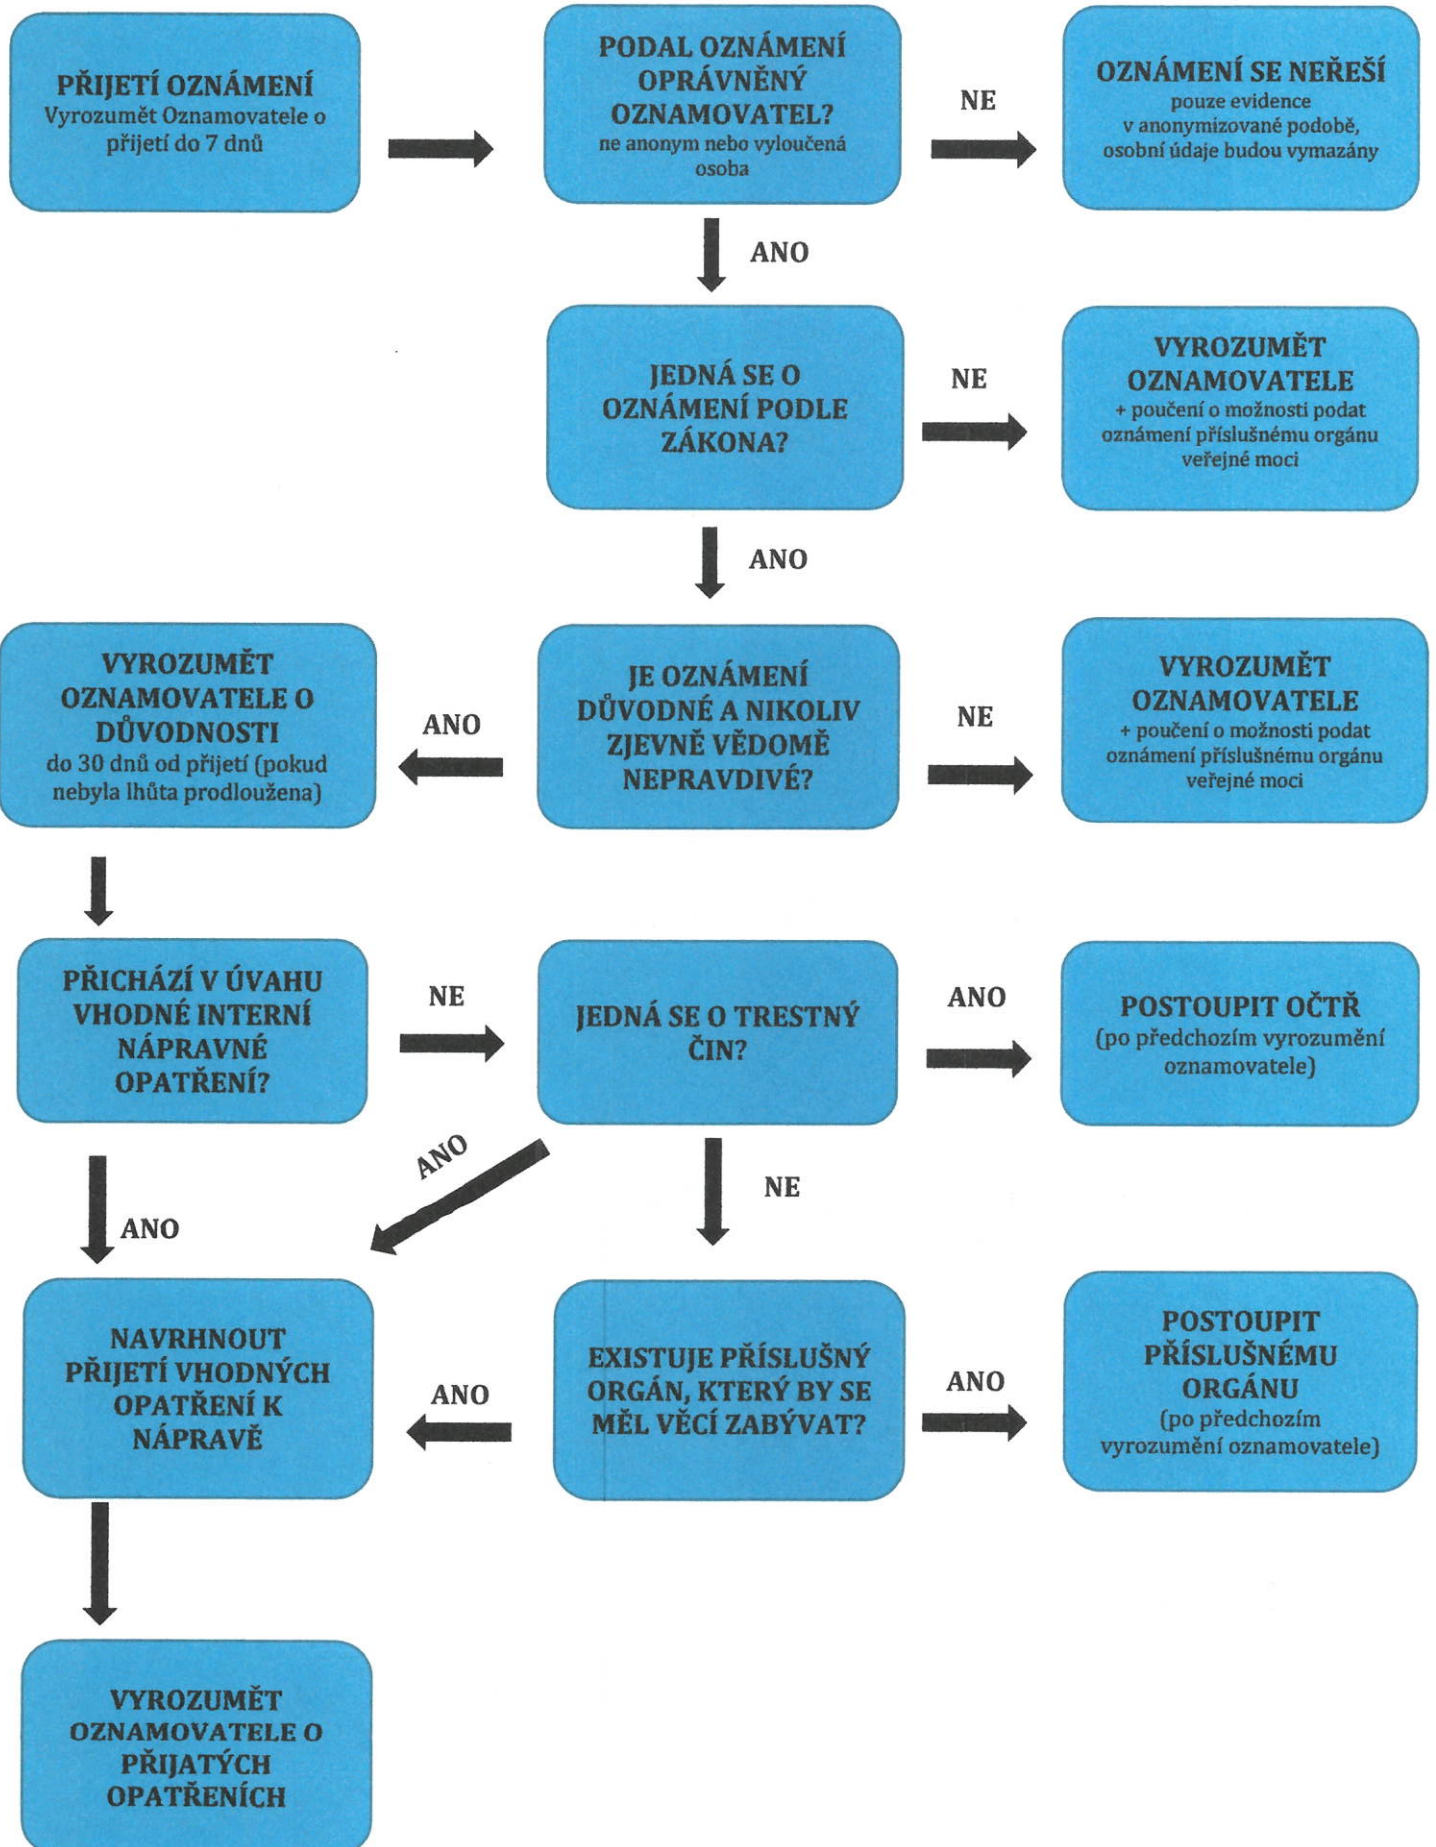 PŘIJETÍ OZNÁMENÍ
Vyrozumět Oznamovatele o
přijetí do 7 dnů
PODAL OZNÁMENÍ
OPRÁVNĚNÝ
OZNAMOVATEL?
ne anonym nebo vyloučená
osoba
NE
OZNÁMENÍ SE NEŘEŠÍ
pouze evidence
v anonymizované podobě,
osobní údaje budou vymazány
ANO
JEDNÁ SE O
OZNÁMENÍ PODLE
ZÁKONA?
NE
VYROZUMĚT
OZNAMOVATELE
+ poučení o možnosti podat
oznámení příslušnému orgánu
veřejné moci
ANO
VYROZUMĚT
OZNAMOVATELE O
DŮVODNOSTI
do 30 dnů od přijetí (pokud
nebyla lhůta prodloužena)
ANO
JE OZNÁMENÍ
DŮVODNÉ A NIKOLIV
ZJEVNĚ VĚDOMĚ
NEPRAVDIVÉ?
NE
VYROZUMĚT
OZNAMOVATELE
+ poučení o možnosti podat
oznámení příslušnému orgánu
veřejné moci
PŘICHÁZÍ V ÚVAHU
VHODNÉ INTERNÍ
NÁPRAVNÉ
OPATŘENÍ?
NE
JEDNÁ SE O TRESTNÝ
ČIN?
ANO
POSTOUPIT OČTŘ
(po předchozím vyrozumění
oznamovatele)
ANO
ANO
NE
NAVRHNOUT
PŘIJETÍ VHODNÝCH
OPATŘENÍ K
NÁPRAVĚ
ANO
EXISTUJE PŘÍSLUŠNÝ
ORGÁN, KTERÝ BY SE
MĚL VĚCÍ ZABÝVAT?
ANO
POSTOUPIT
PŘÍSLUŠNÉMU
ORGÁNU
(po předchozím
vyrozumění oznamovatele)
VYROZUMĚT
OZNAMOVATELE O
PŘIJATÝCH
OPATŘENÍCH